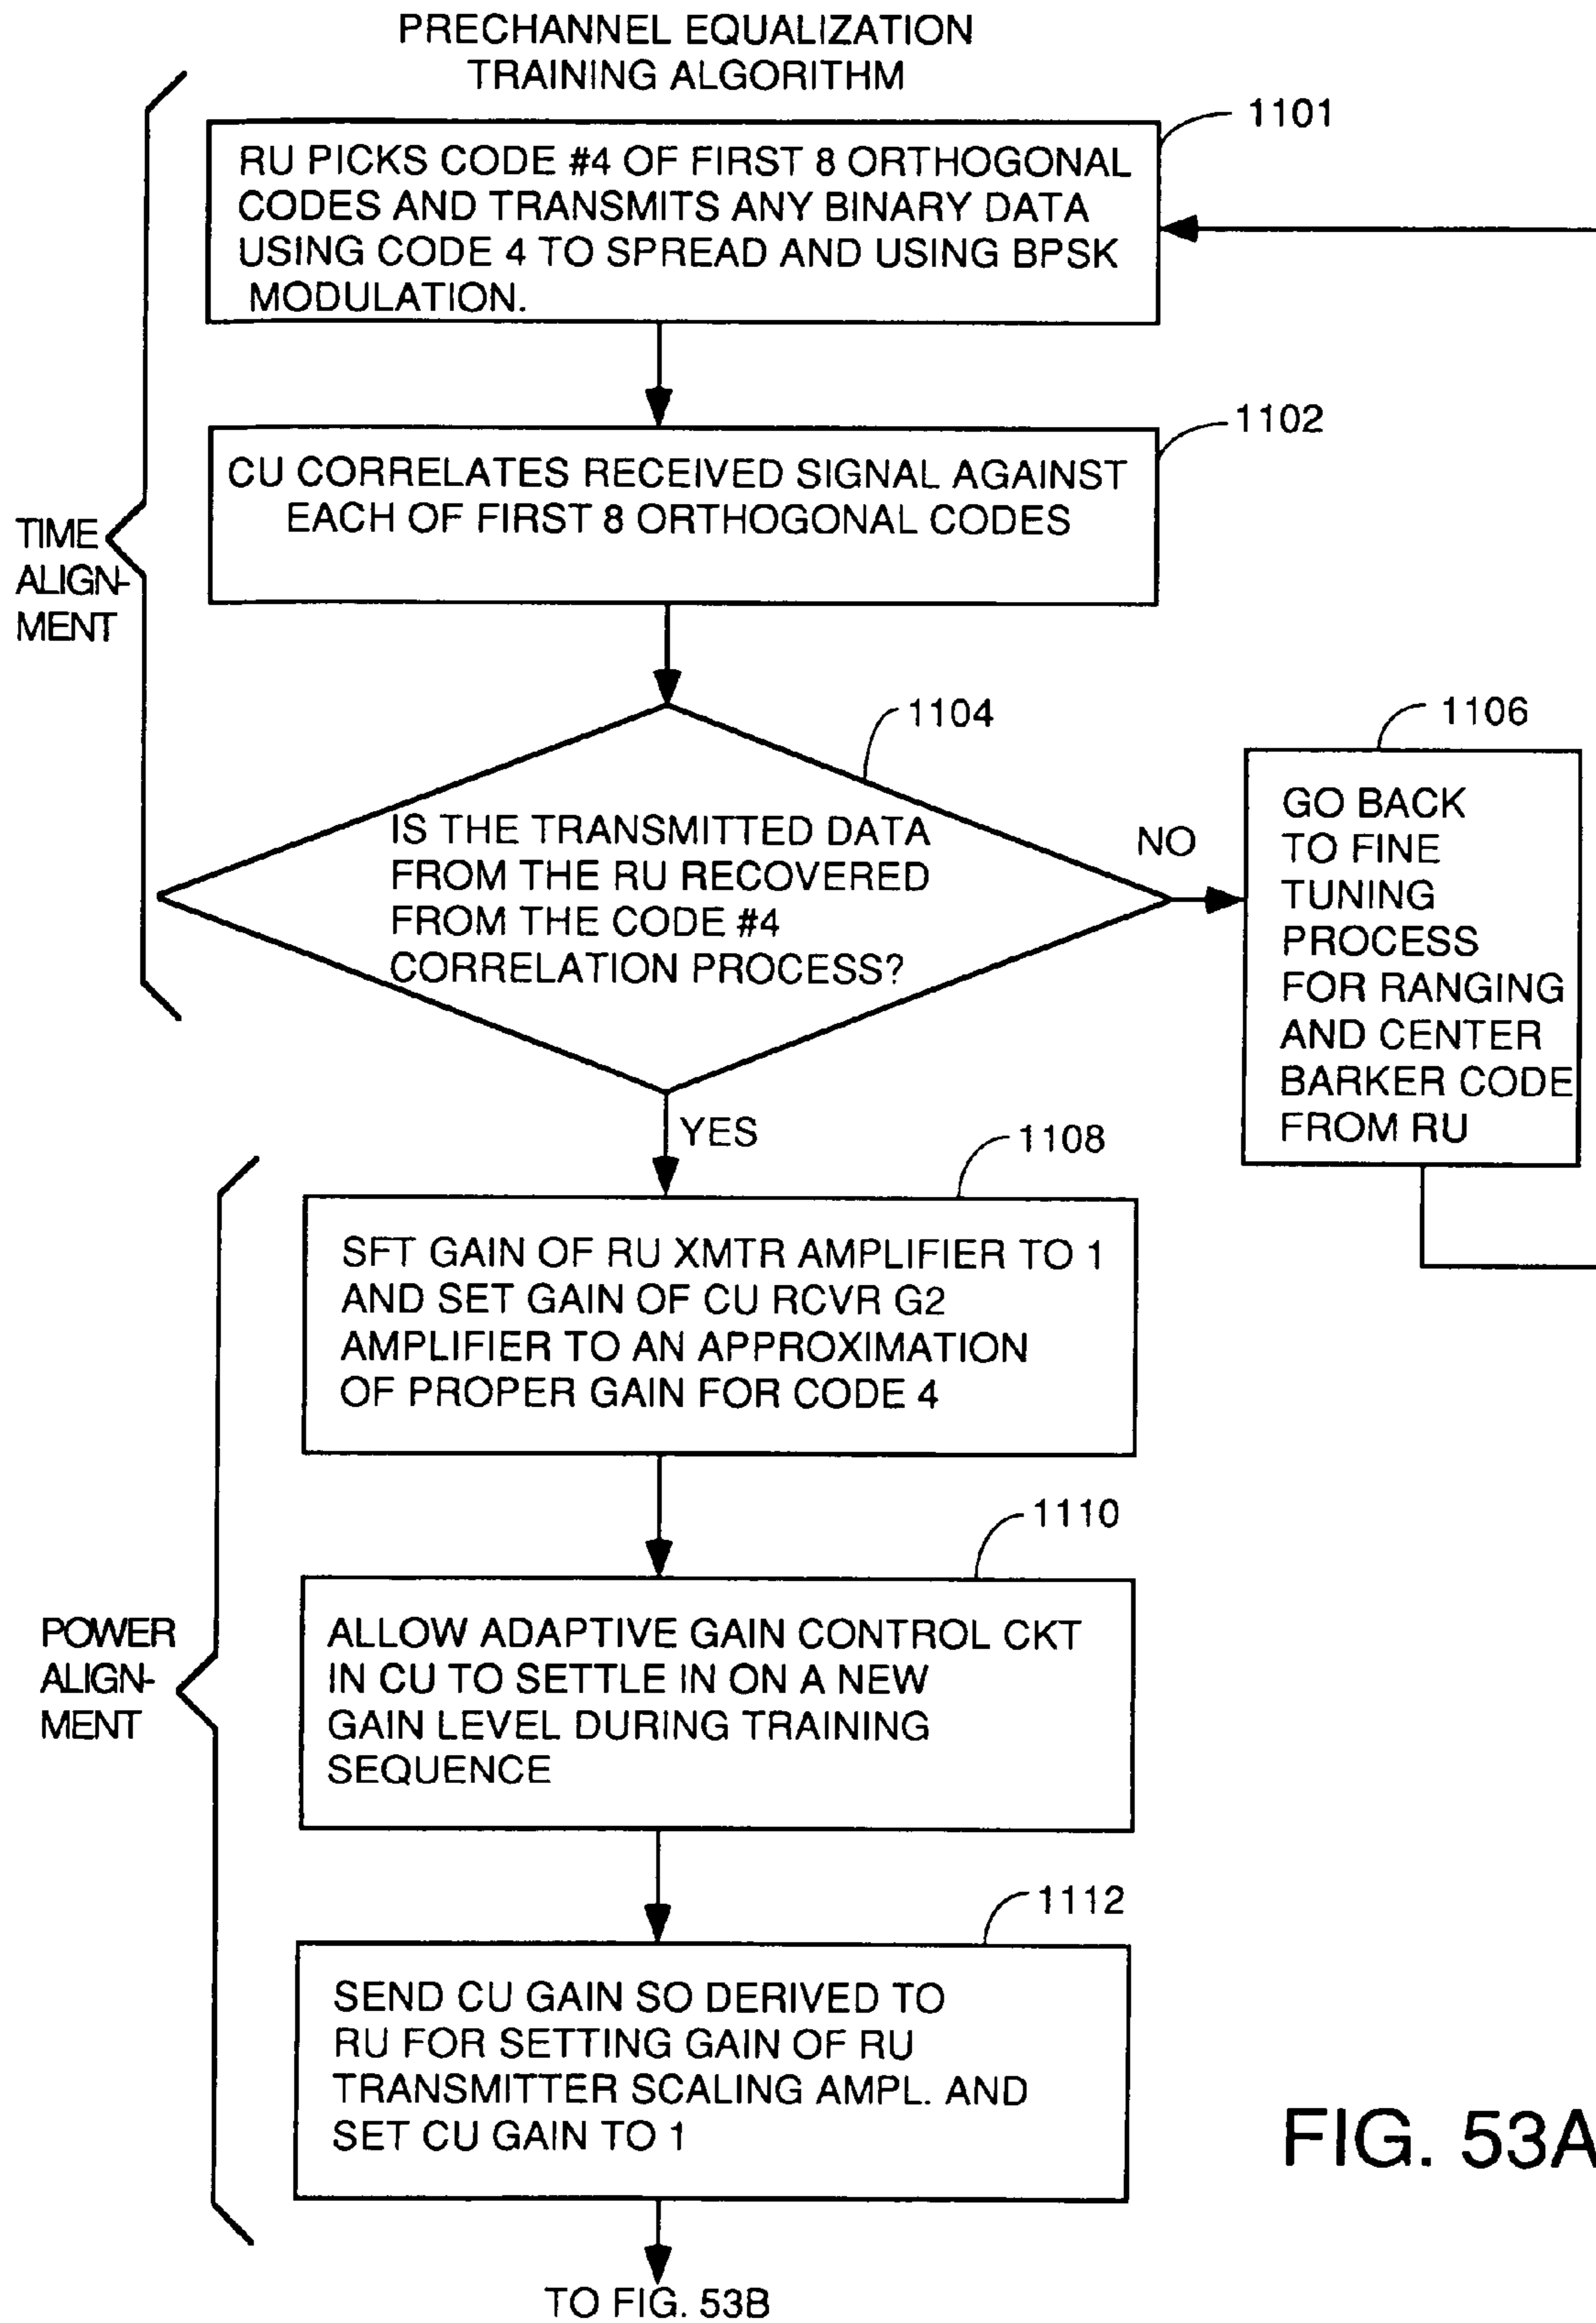 PRECHANNEL EQUALIZATION
TRAINING ALGORITHM
1101
RU PICKS CODE #4 OF FIRST 8 ORTHOGONAL
CODES AND TRANSMITS ANY BINARY DATA
USING CODE 4 TO SPREAD AND USING BPSK
MODULATION.
1102
CU CORRELATES RECEIVED SIGNAL AGAINST
EACH OF FIRST 8 ORTHOGONAL CODES
TIME
ALIGN-
MENT
1104
IS THE TRANSMITTED DATA
FROM THE RU RECOVERED
FROM THE CODE #4
CORRELATION PROCESS?
NO
1106
GO BACK
TO FINE
TUNING
PROCESS
FOR RANGING
AND CENTER
BARKER CODE
FROM RU
YES
1108
SFT GAIN OF RU XMTR AMPLIFIER TO 1
AND SET GAIN OF CU RCVR G2
AMPLIFIER TO AN APPROXIMATION
OF PROPER GAIN FOR CODE 4
1110
ALLOW ADAPTIVE GAIN CONTROL CKT
IN CU TO SETTLE IN ON A NEW
GAIN LEVEL DURING TRAINING
SEQUENCE
POWER
ALIGN-
MENT
1112
SEND CU GAIN SO DERIVED TO
RU FOR SETTING GAIN OF RU
TRANSMITTER SCALING AMPL. AND
SET CU GAIN TO 1
FIG. 53A
TO FIG. 53B